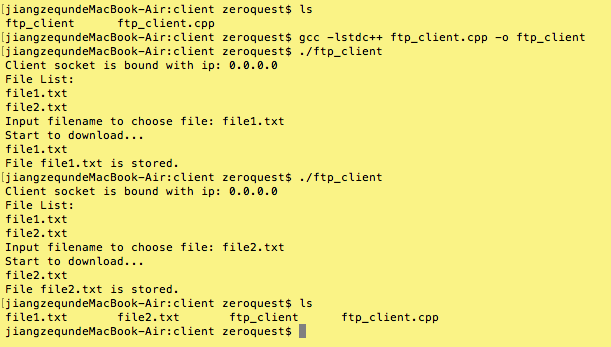 [jiangzequndeMacBook-Air:client zeroquest$ ls
ftp_client ftp_client.cpp
[jiangzequndeMacBook-Air:client zeroquest$ gcc -lstdc++ ftp_client.cpp -o ftp_client
[jiangzequndeMacBook-Air:client zeroquest$ ./ftp_client
Client socket is bound with ip: 0.0.0.0
File List:
file1.txt
file2.txt
Input filename to choose file: file1.txt
Start to download...
file1.txt
File file1.txt is stored.
[jiangzequndeMacBook-Air:client zeroquest$ ./ftp_client
Client socket is bound with ip: 0.0.0.0
File List:
file1.txt
file2.txt
Input filename to choose file: file2.txt
Start to download...
file2.txt
File file2.txt is stored.
[jiangzequndeMacBook-Air:client zeroquest$ ls
file1.txt file2.txt ftp_client ftp_client.cpp
jiangzequndeMacBook-Air:client zeroquest$